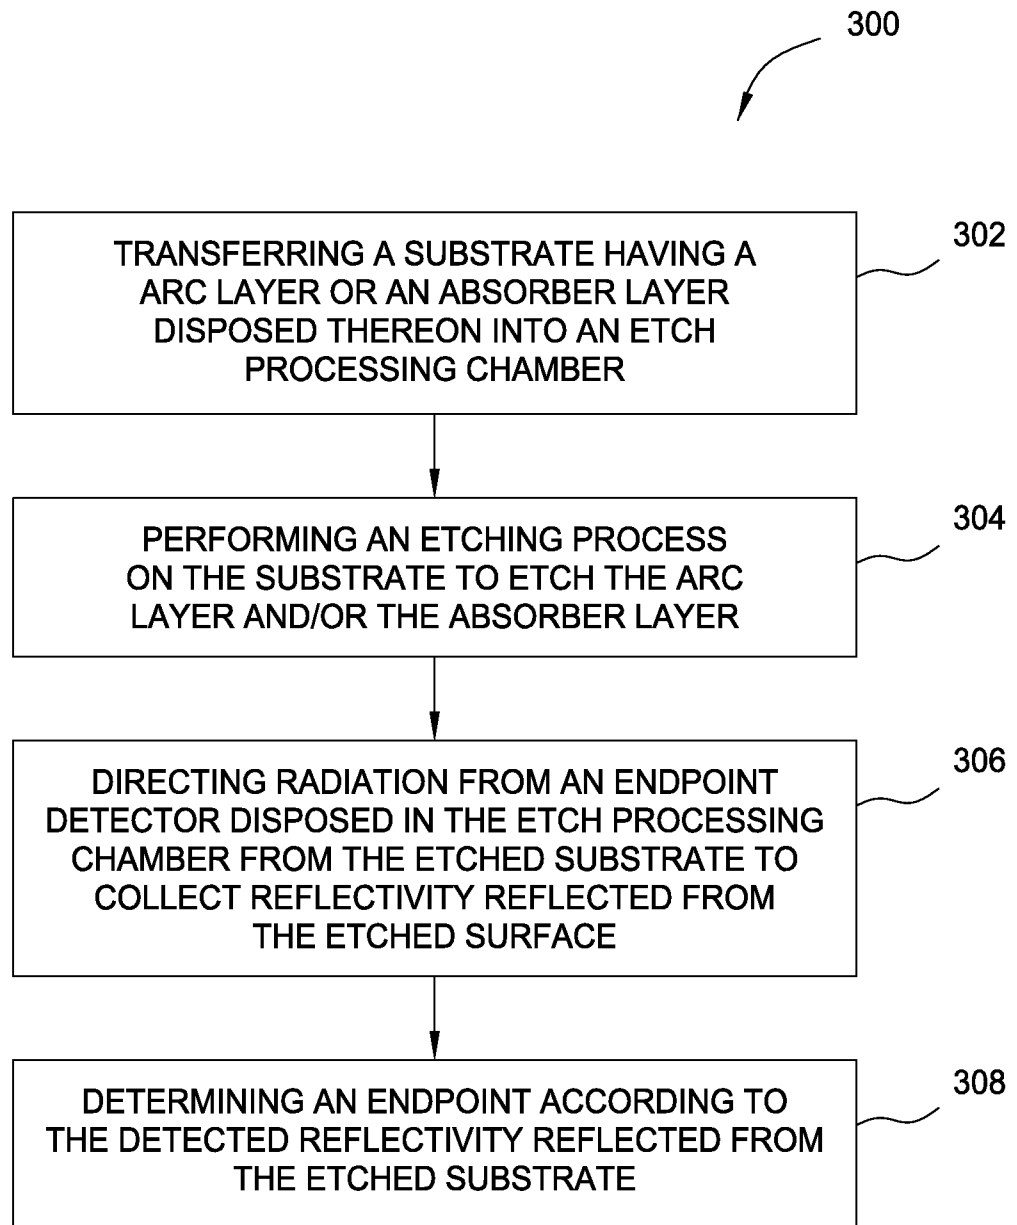 300
TRANSFERRING A SUBSTRATE HAVING A
ARC LAYER OR AN ABSORBER LAYER
DISPOSED THEREON INTO AN ETCH
PROCESSING CHAMBER
302
PERFORMING AN ETCHING PROCESS
ON THE SUBSTRATE TO ETCH THE ARC
LAYER AND/OR THE ABSORBER LAYER
304
DIRECTING RADIATION FROM AN ENDPOINT
DETECTOR DISPOSED IN THE ETCH PROCESSING
CHAMBER FROM THE ETCHED SUBSTRATE TO
COLLECT REFLECTIVITY REFLECTED FROM
THE ETCHED SURFACE
306
DETERMINING AN ENDPOINT ACCORDING TO
THE DETECTED REFLECTIVITY REFLECTED FROM
THE ETCHED SUBSTRATE
308